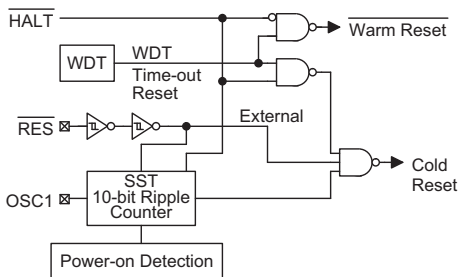 HALT
Warm Reset
WDT
WDT
Time-out
Reset
RES
External
Cold
Reset
OSC1
SST
10-bit Ripple
Counter
Power-on Detection